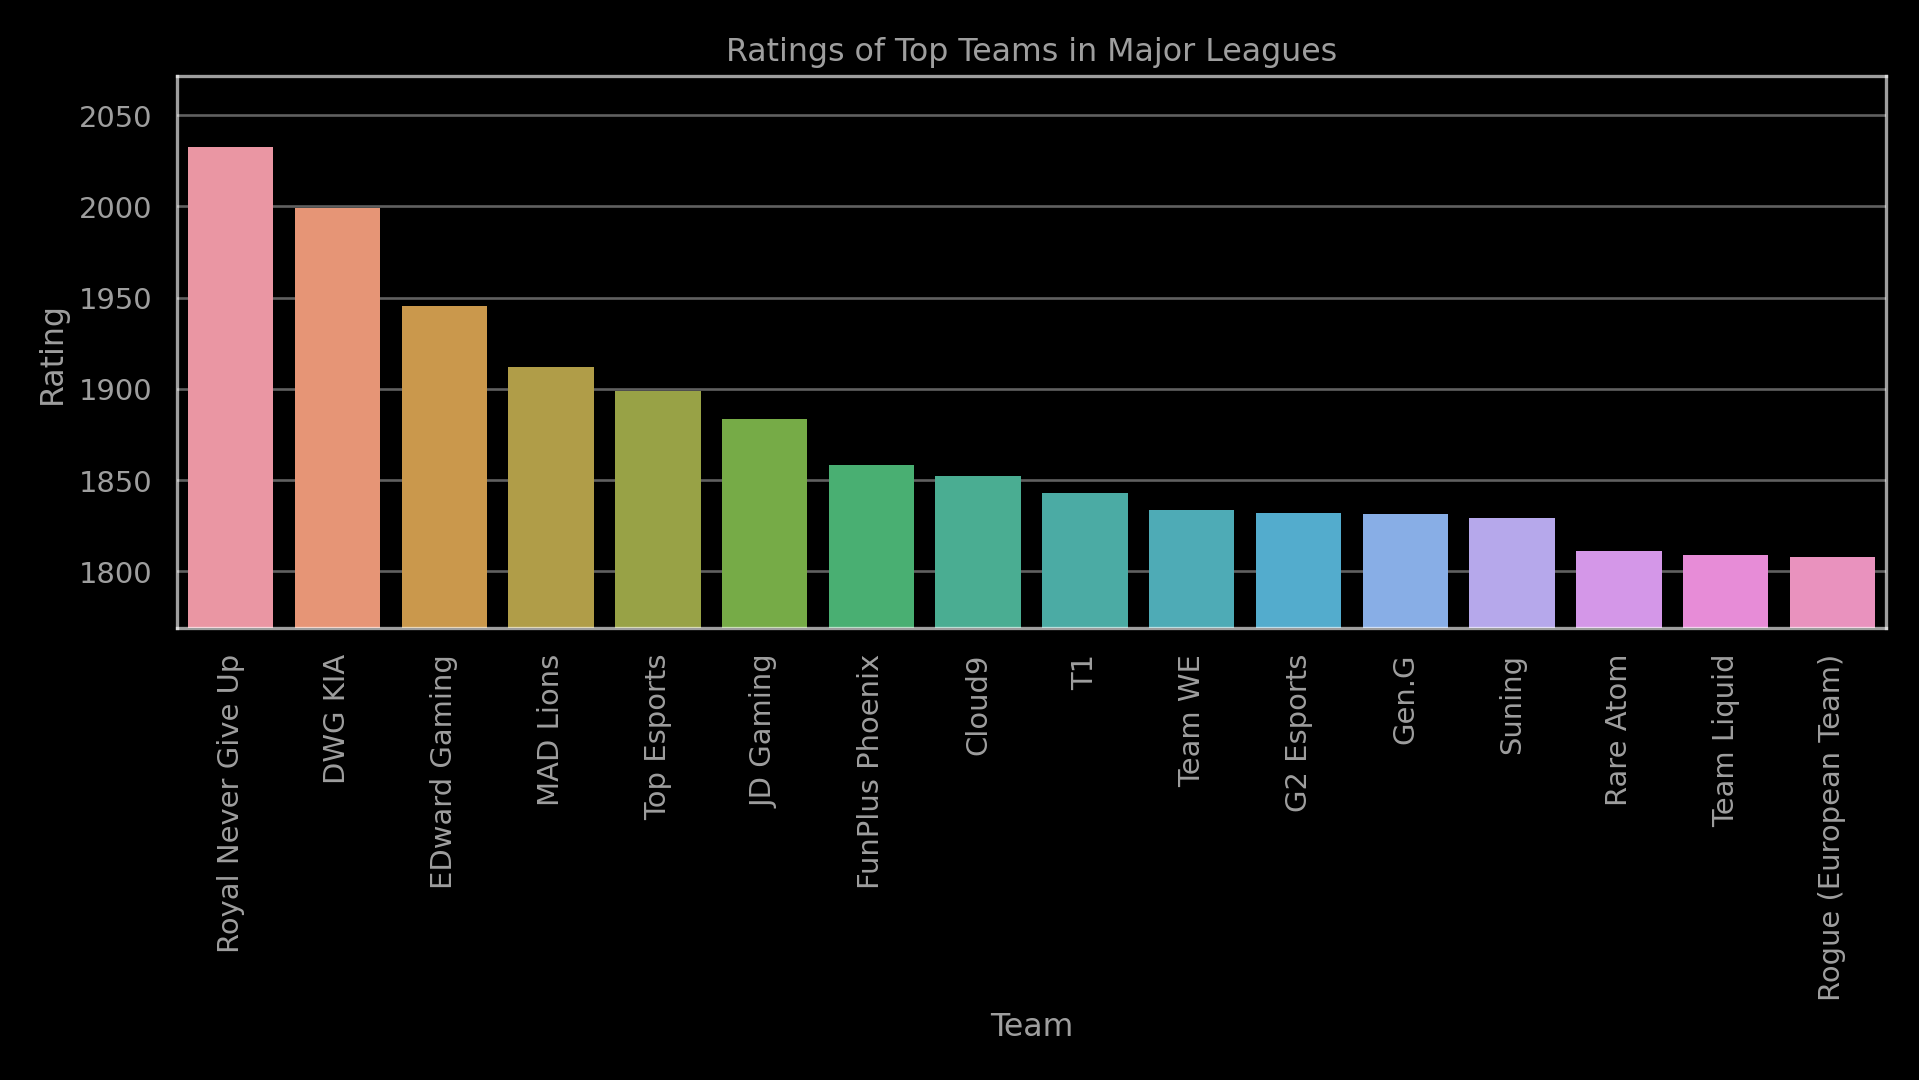 Ratings of Top Teams in Major Leagues
2050
2000
1950
1900
1850
1800
Rating
Royal Never Give Up
DWG KIA
EDward Gaming
MAD Lions
Top Esports
JD Gaming
FunPlus Phoenix
Cloud9
T1
Team WE
G2 Esports
Gen.G
Suning
Rare Atom
Team Liquid
Rogue (European Team)
Team